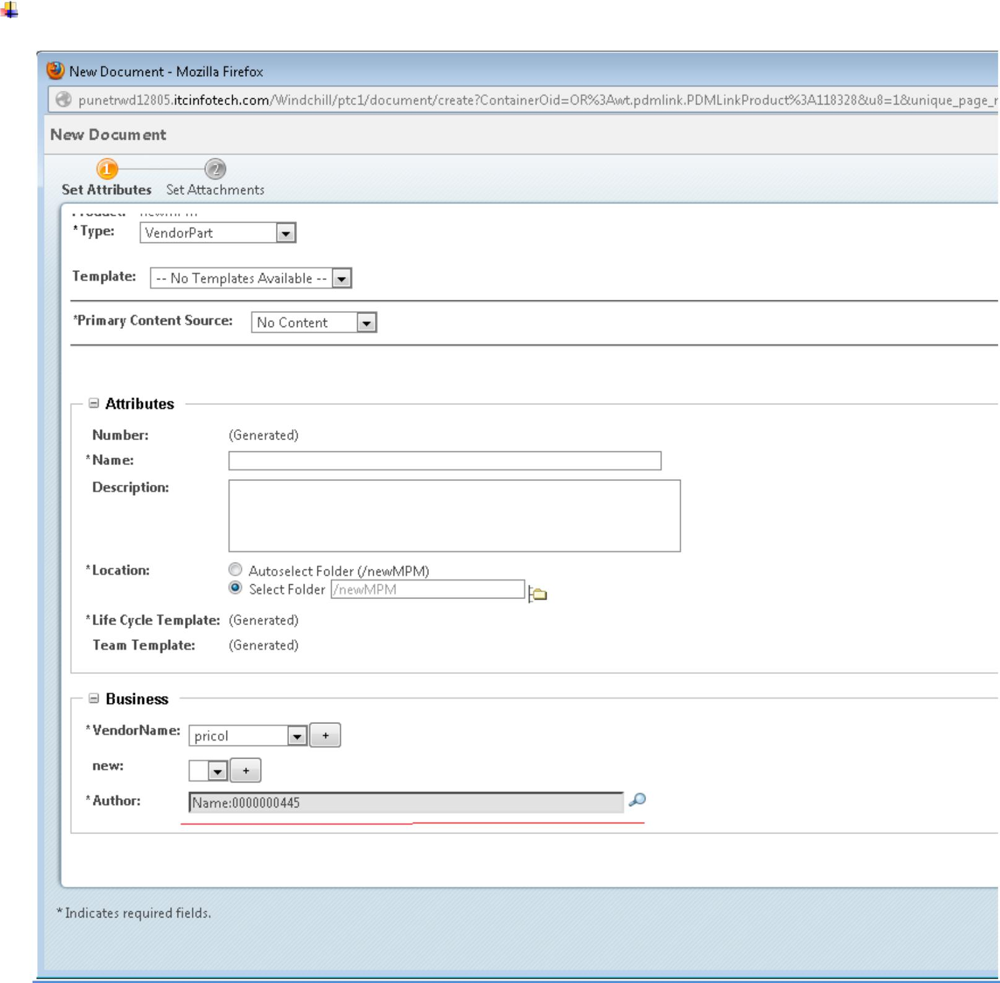 New Document - Mozilla Firefox
punetrwd12805.itcinfotech.com/Windchill/ptc1/document/create?ContainerOid=OR%3Awt.pdmlink.PDMLinkProduct%3A118328&u8=1&unique_page_
New Document
1 2
Set Attributes Set Attachments
Product: newMPM
*Type: VendorPart
Template: -- No Templates Available --
*Primary Content Source: No Content
Attributes
Number: (Generated)
*Name:
Description:
*Location: Autoselect Folder (/newMPM)
Select Folder /newMPM
*Life Cycle Template: (Generated)
Team Template: (Generated)
Business
*VendorName: pricol +
new: +
*Author: Name:0000000445
* Indicates required fields.